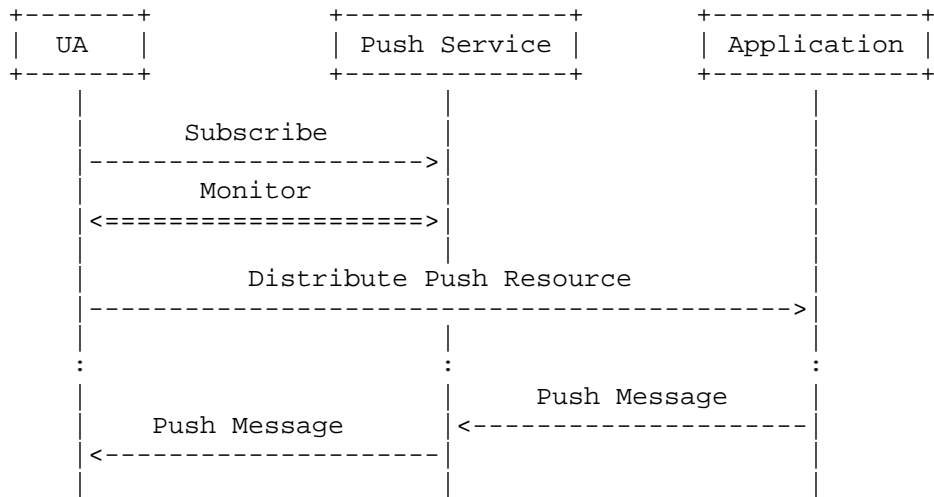 UA Push Service Application
Subscribe
Monitor
Distribute Push Resource
Push Message
Push Message